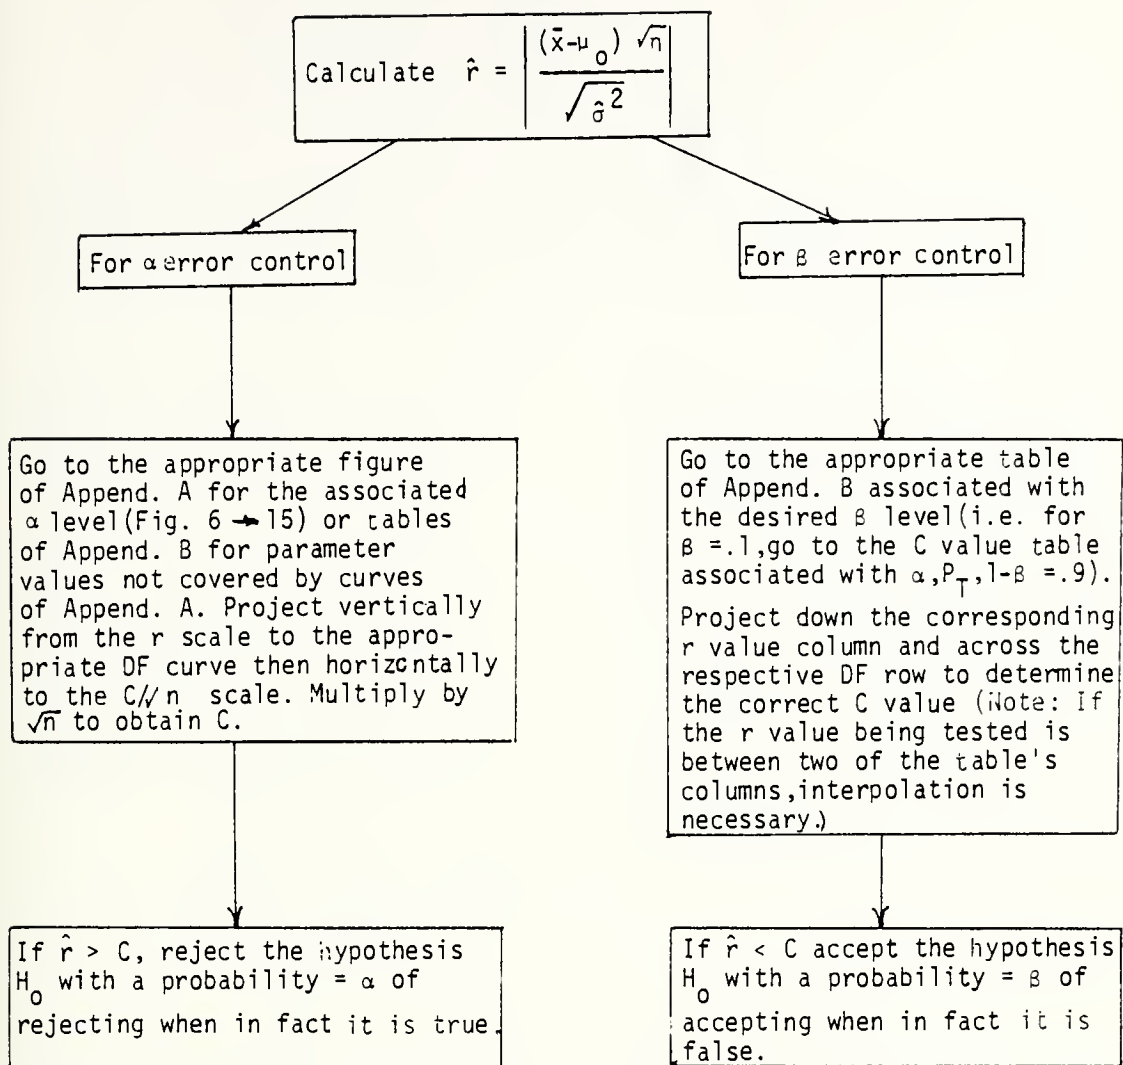 Calculate r̂ = | (x̄-μ₀) √n / √σ̂² |
For α error control
For β error control
Go to the appropriate figure
of Append. A for the associated
α level(Fig. 6 → 15) or tables
of Append. B for parameter
values not covered by curves
of Append. A. Project vertically
from the r scale to the appro-
priate DF curve then horizontally
to the C/√n scale. Multiply by
√n to obtain C.
Go to the appropriate table
of Append. B associated with
the desired β level(i.e. for
β =.1,go to the C value table
associated with α,P_T,1-β =.9).
Project down the corresponding
r value column and across the
respective DF row to determine
the correct C value (Note: If
the r value being tested is
between two of the table's
columns,interpolation is
necessary.)
If r̂ > C, reject the hypothesis
H₀ with a probability = α of
rejecting when in fact it is true.
If r̂ < C accept the hypothesis
H₀ with a probability = β of
accepting when in fact it is
false.